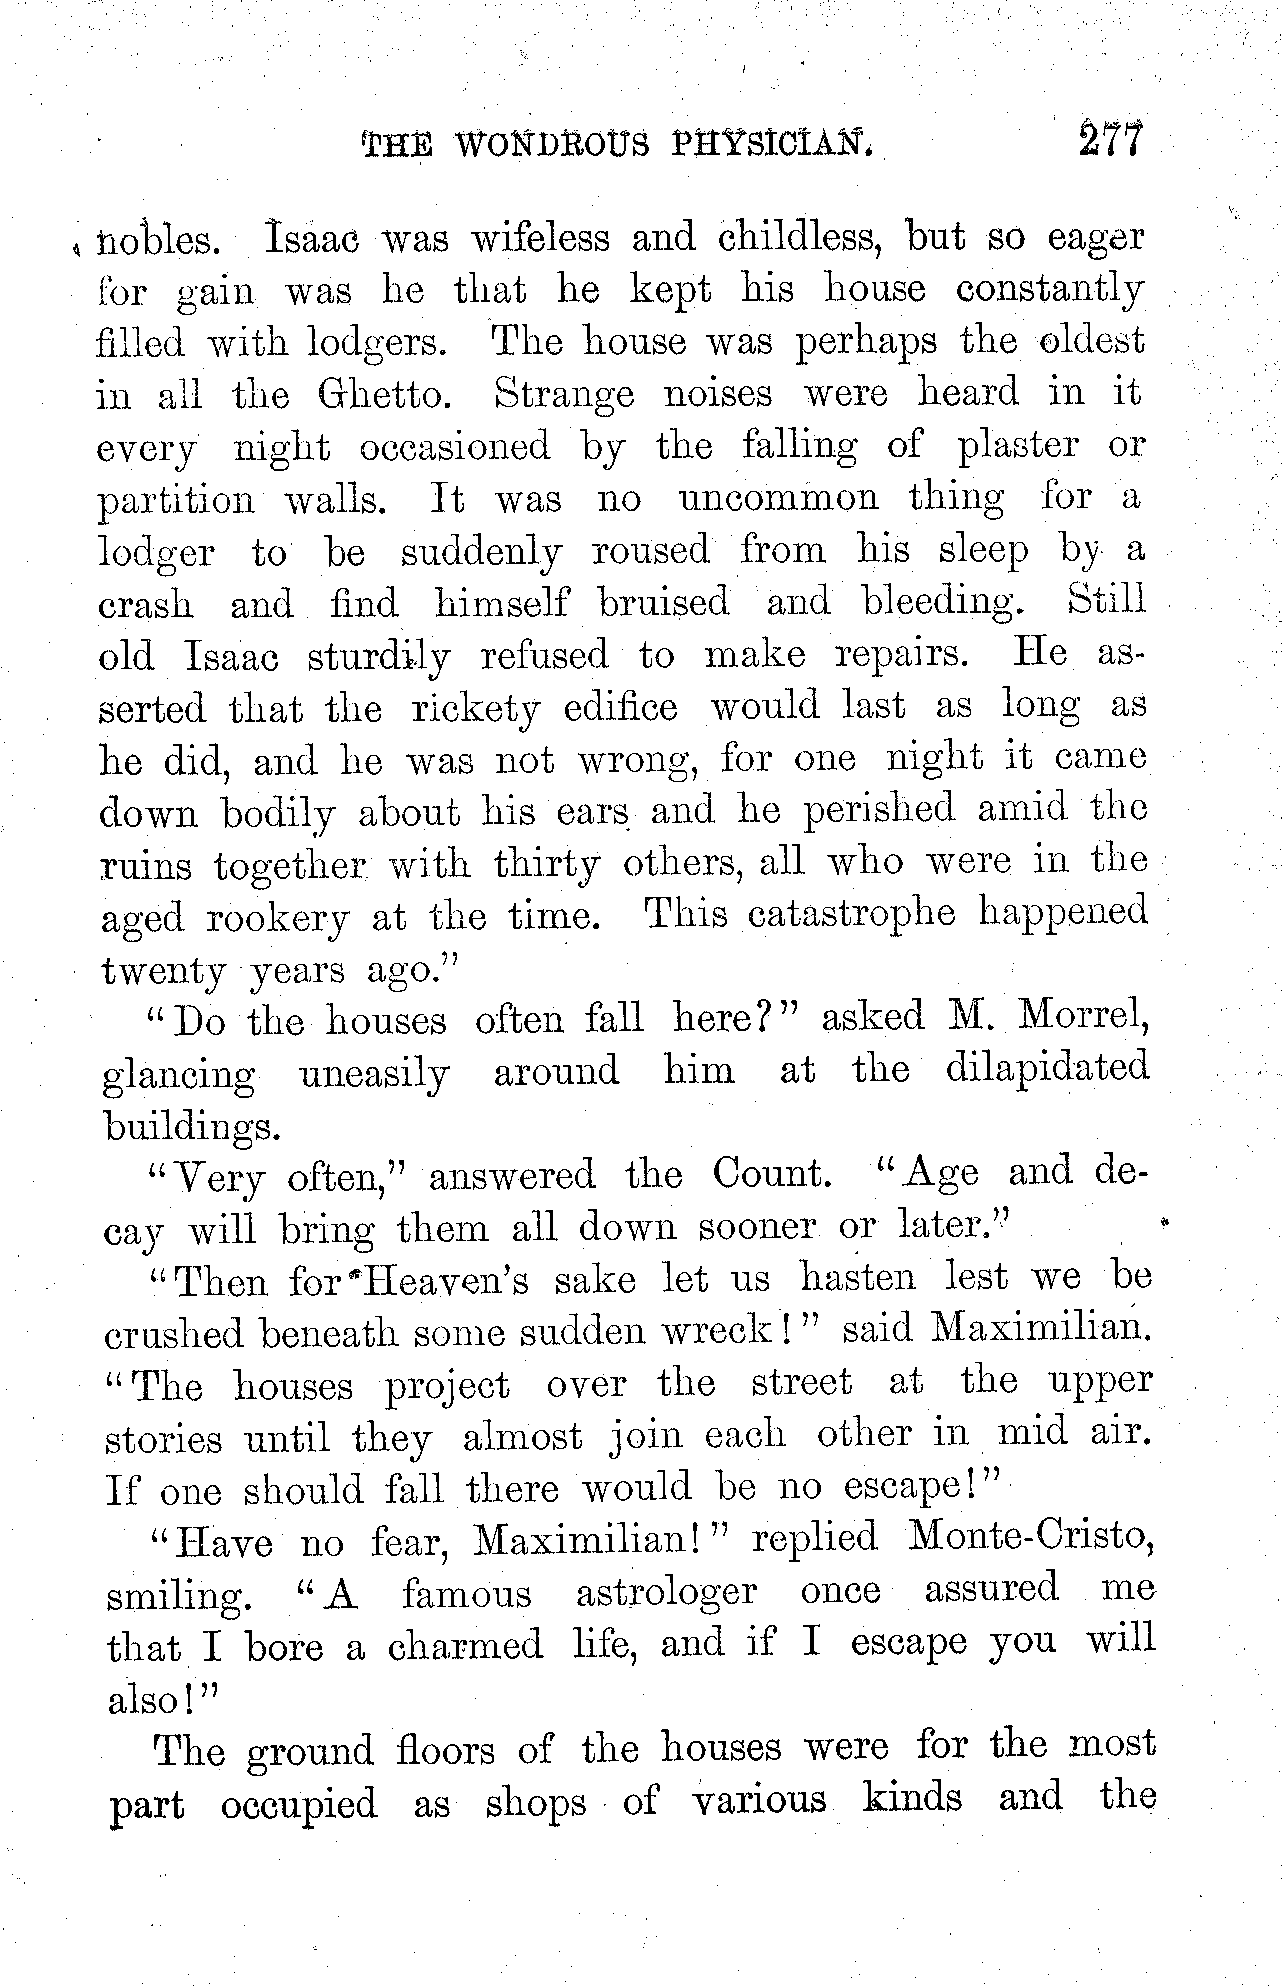 THE WONDROUS PHYSICIAN. 277
nobles. Isaac was wifeless and childless, but so eager
for gain was he that he kept his house constantly
filled with lodgers. The house was perhaps the oldest
in all the Ghetto. Strange noises were heard in it
every night occasioned by the falling of plaster or
partition walls. It was no uncommon thing for a
lodger to be suddenly roused from his sleep by a
crash and find himself bruised and bleeding. Still
old Isaac sturdily refused to make repairs. He as-
serted that the rickety edifice would last as long as
he did, and he was not wrong, for one night it came
down bodily about his ears and he perished amid the
ruins together with thirty others, all who were in the
aged rookery at the time. This catastrophe happened
twenty years ago."
"Do the houses often fall here?" asked M. Morrel,
glancing uneasily around him at the dilapidated
buildings.
"Very often," answered the Count. "Age and de-
cay will bring them all down sooner or later."
"Then for Heaven's sake let us hasten lest we be
crushed beneath some sudden wreck!" said Maximilian.
"The houses project over the street at the upper
stories until they almost join each other in mid air.
If one should fall there would be no escape!"
"Have no fear, Maximilian!" replied Monte-Cristo,
smiling. "A famous astrologer once assured me
that I bore a charmed life, and if I escape you will
also!"
The ground floors of the houses were for the most
part occupied as shops of various kinds and the